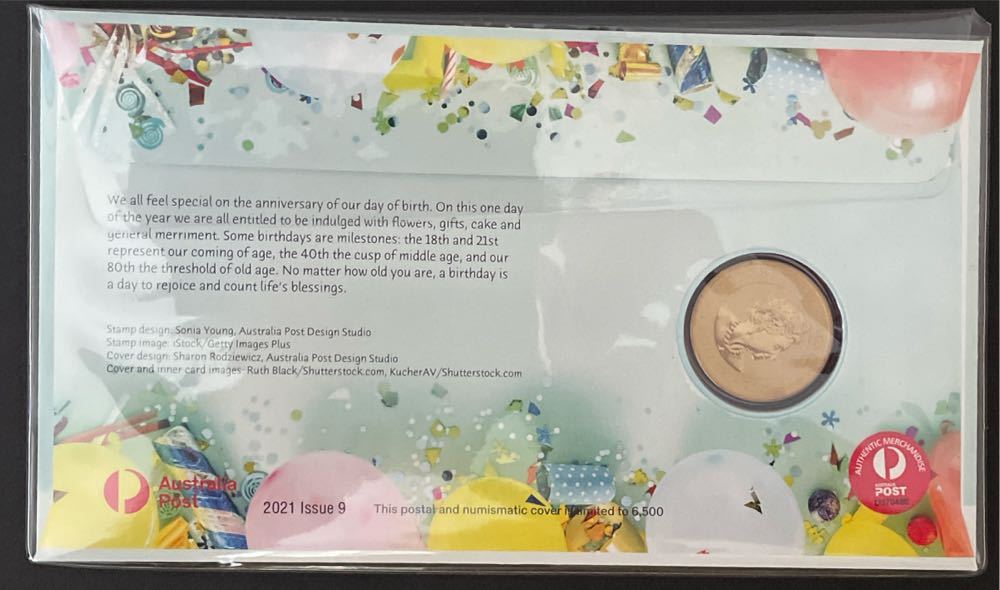 We all feel special on the anniversary of our day of birth. On this one day
of the year we are all entitled to be indulged with flowers, gifts, cake and
general merriment. Some birthdays are milestones: the 18th and 21st
represent our coming of age, the 40th the cusp of middle age, and our
80th the threshold of old age. No matter how old you are, a birthday is
a day to rejoice and count life's blessings.
Stamp design: Sonia Young, Australia Post Design Studio
Stamp image: iStock/Getty Images Plus
Cover design: Sharon Rodziewicz, Australia Post Design Studio
Cover and inner card images: Ruth Black/Shutterstock.com, KucherAV/Shutterstock.com
AUTHENTIC MERCHANDISE
AUSTRALIA
POST
Australia
Post
2021 Issue 9
This postal and numismatic cover is limited to 6,500